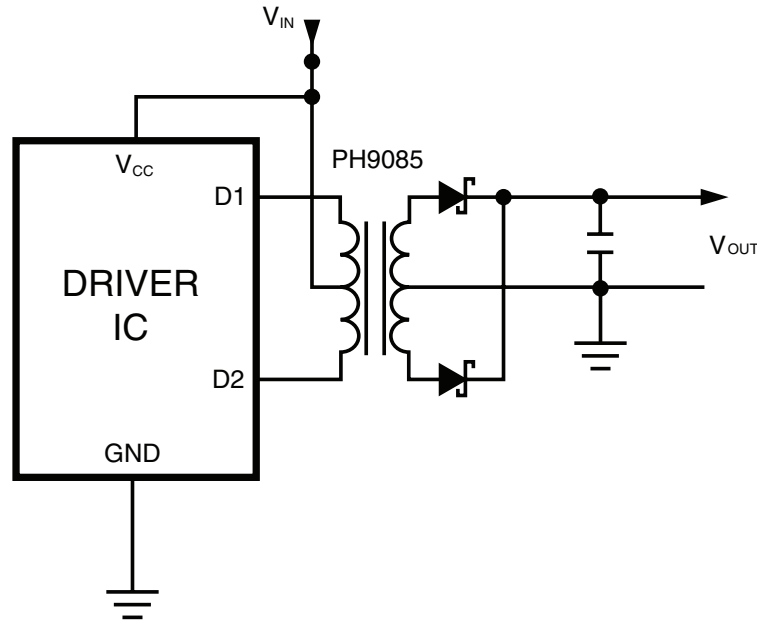 VIN
PH9085
VCC
D1
DRIVER
IC
VOUT
D2
GND